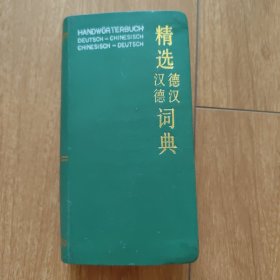 HANDWÖRTERBUCH
DEUTSCH – CHINESISCH
CHINESISCH – DEUTSCH
精选
德汉
汉德
词典